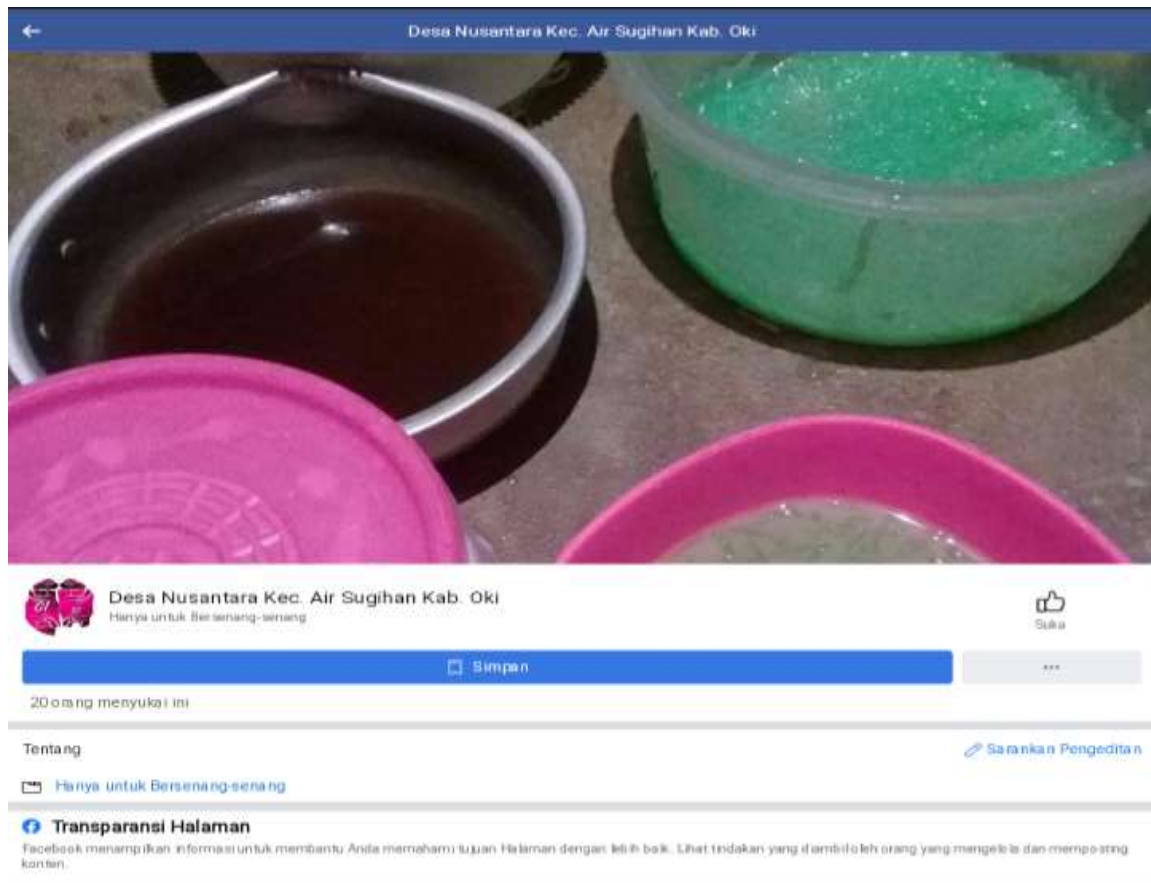 Desa Nusantara Kec. Air Sugihan Kab. Oki
Desa Nusantara Kec. Air Sugihan Kab. Oki
Hanya untuk Bersenang-senang
Suka
Simpan
20 orang menyukai ini
Tentang
Sarankan Pengeditan
Hanya untuk Bersenang-senang
Transparansi Halaman
Facebook menampilkan informasi untuk membantu Anda memahami tujuan Halaman dengan lebih baik. Lihat tindakan yang diambil oleh orang yang mengelola dan memposting
konten.